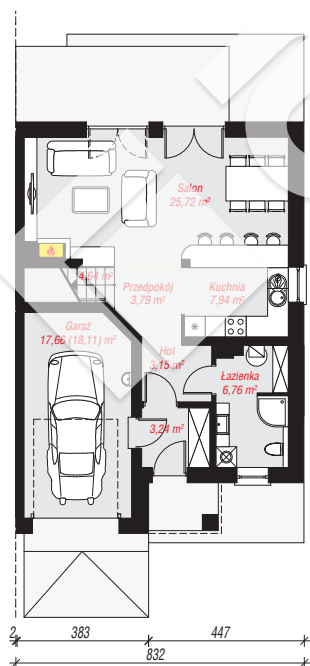 Salon
25,72 m²
4,64 m²
Przedpokój
3,79 m²
Kuchnia
7,94 m²
Garaż
17,66 (18,11) m²
Hol
3,15 m²
Łazienka
6,76 m²
3,24 m²
2
383
447
832